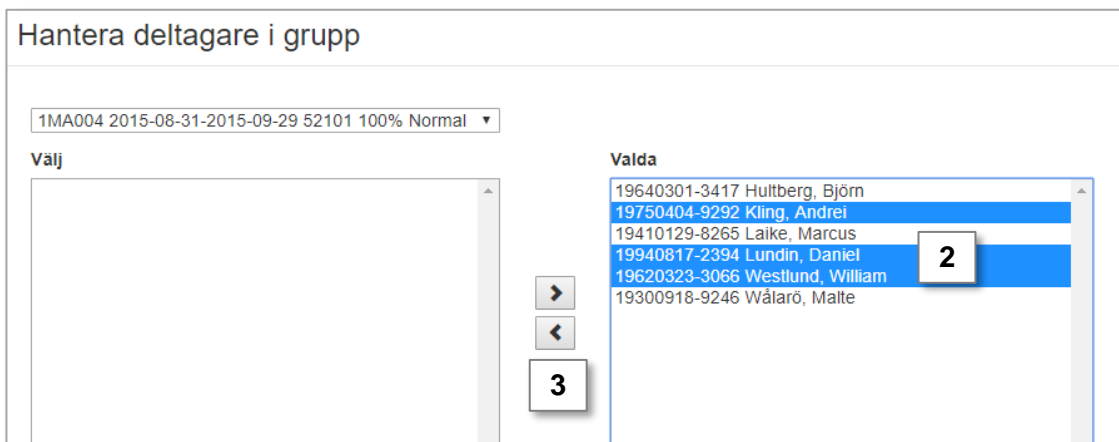 Hantera deltagare i grupp
1MA004 2015-08-31-2015-09-29 52101 100% Normal
Välj
Valda
19640301-3417 Hultberg, Björn
19750404-9292 Kling, Andrei
19410129-8265 Laike, Marcus
19940817-2394 Lundin, Daniel
19620323-3066 Westlund, William
19300918-9246 Wålarö, Malte
2
3